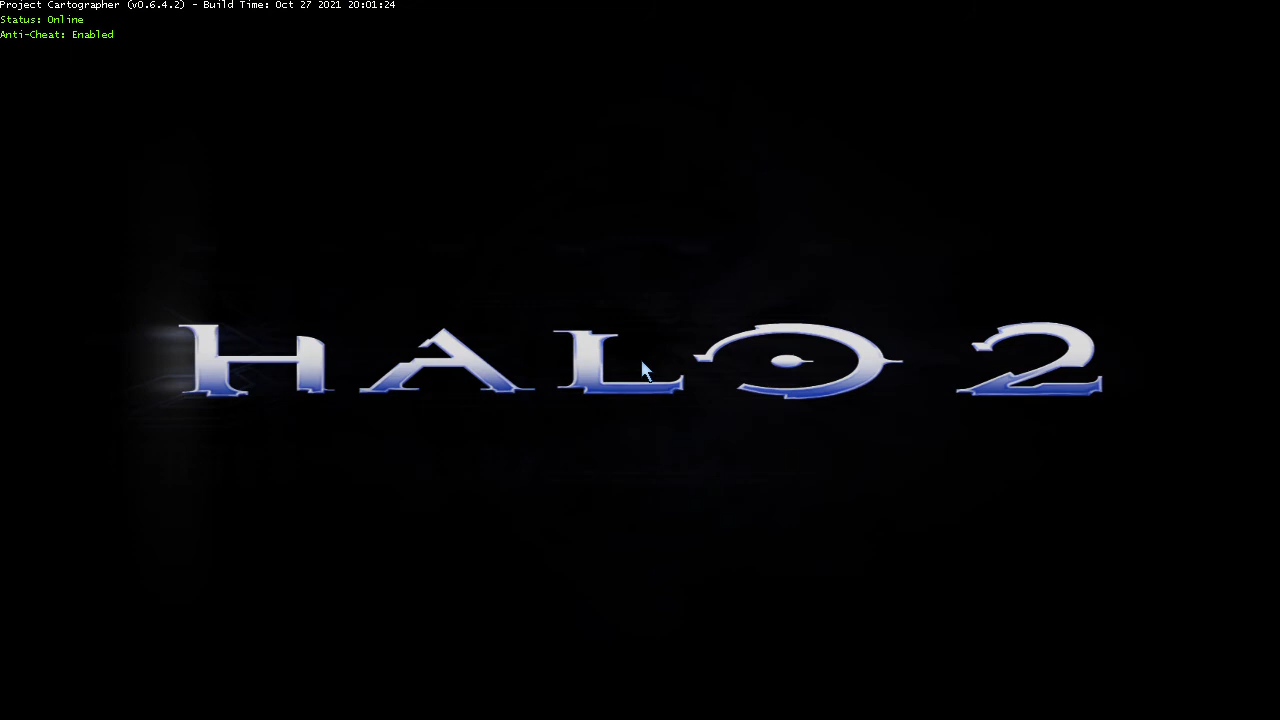 Project Cartographer (v0.6.4.2) - Build Time: Oct 27 2021 20:01:24
Status: Online
Anti-Cheat: Enabled
HALO 2